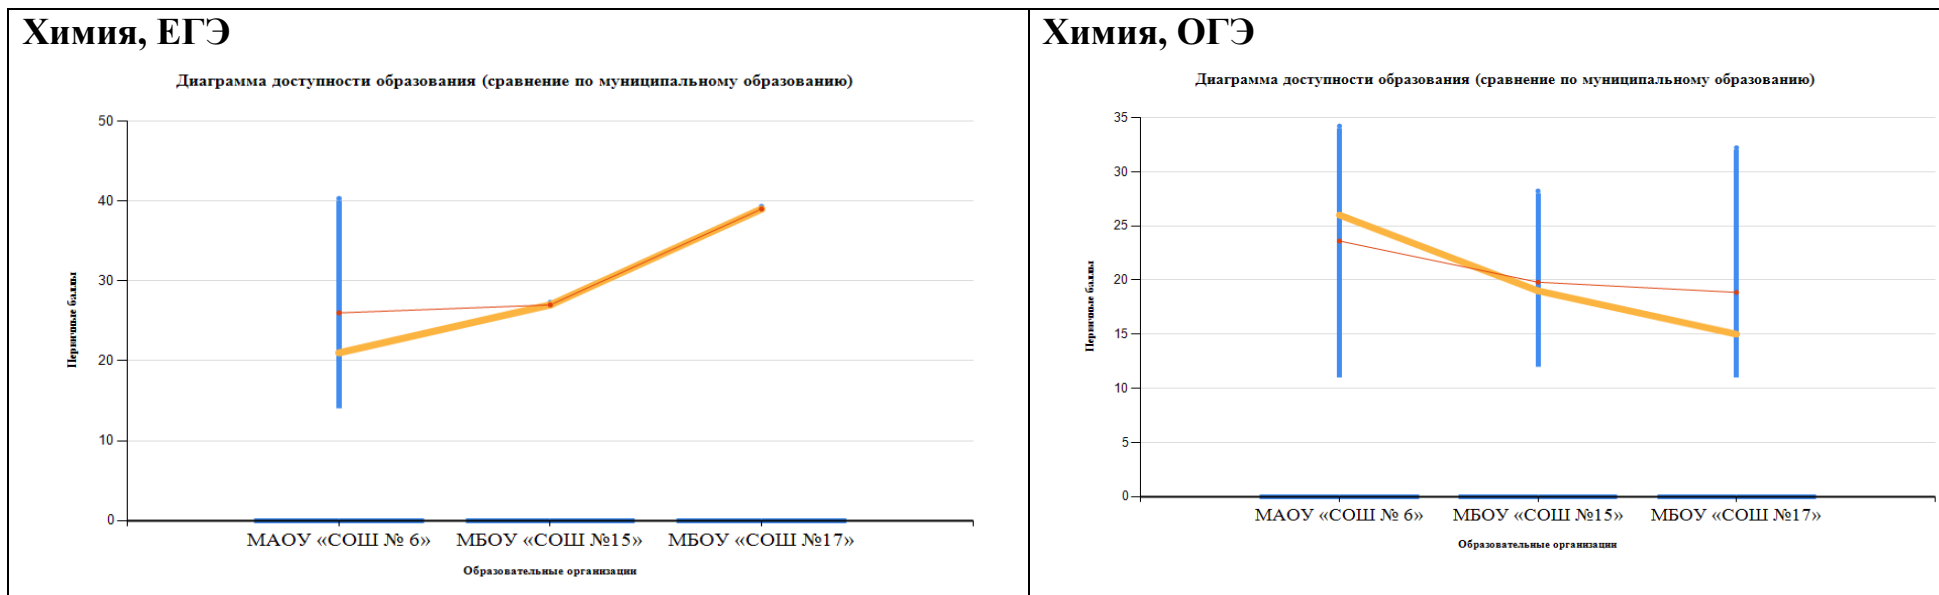 Химия, ЕГЭ
Диаграмма доступности образования (сравнение по муниципальному образованию)
50
40
30
20
10
0
Первичные баллы
МАОУ «СОШ № 6»
МБОУ «СОШ №15»
МБОУ «СОШ №17»
Образовательные организации
Химия, ОГЭ
Диаграмма доступности образования (сравнение по муниципальному образованию)
35
30
25
20
15
10
5
0
Первичные баллы
МАОУ «СОШ № 6»
МБОУ «СОШ №15»
МБОУ «СОШ №17»
Образовательные организации